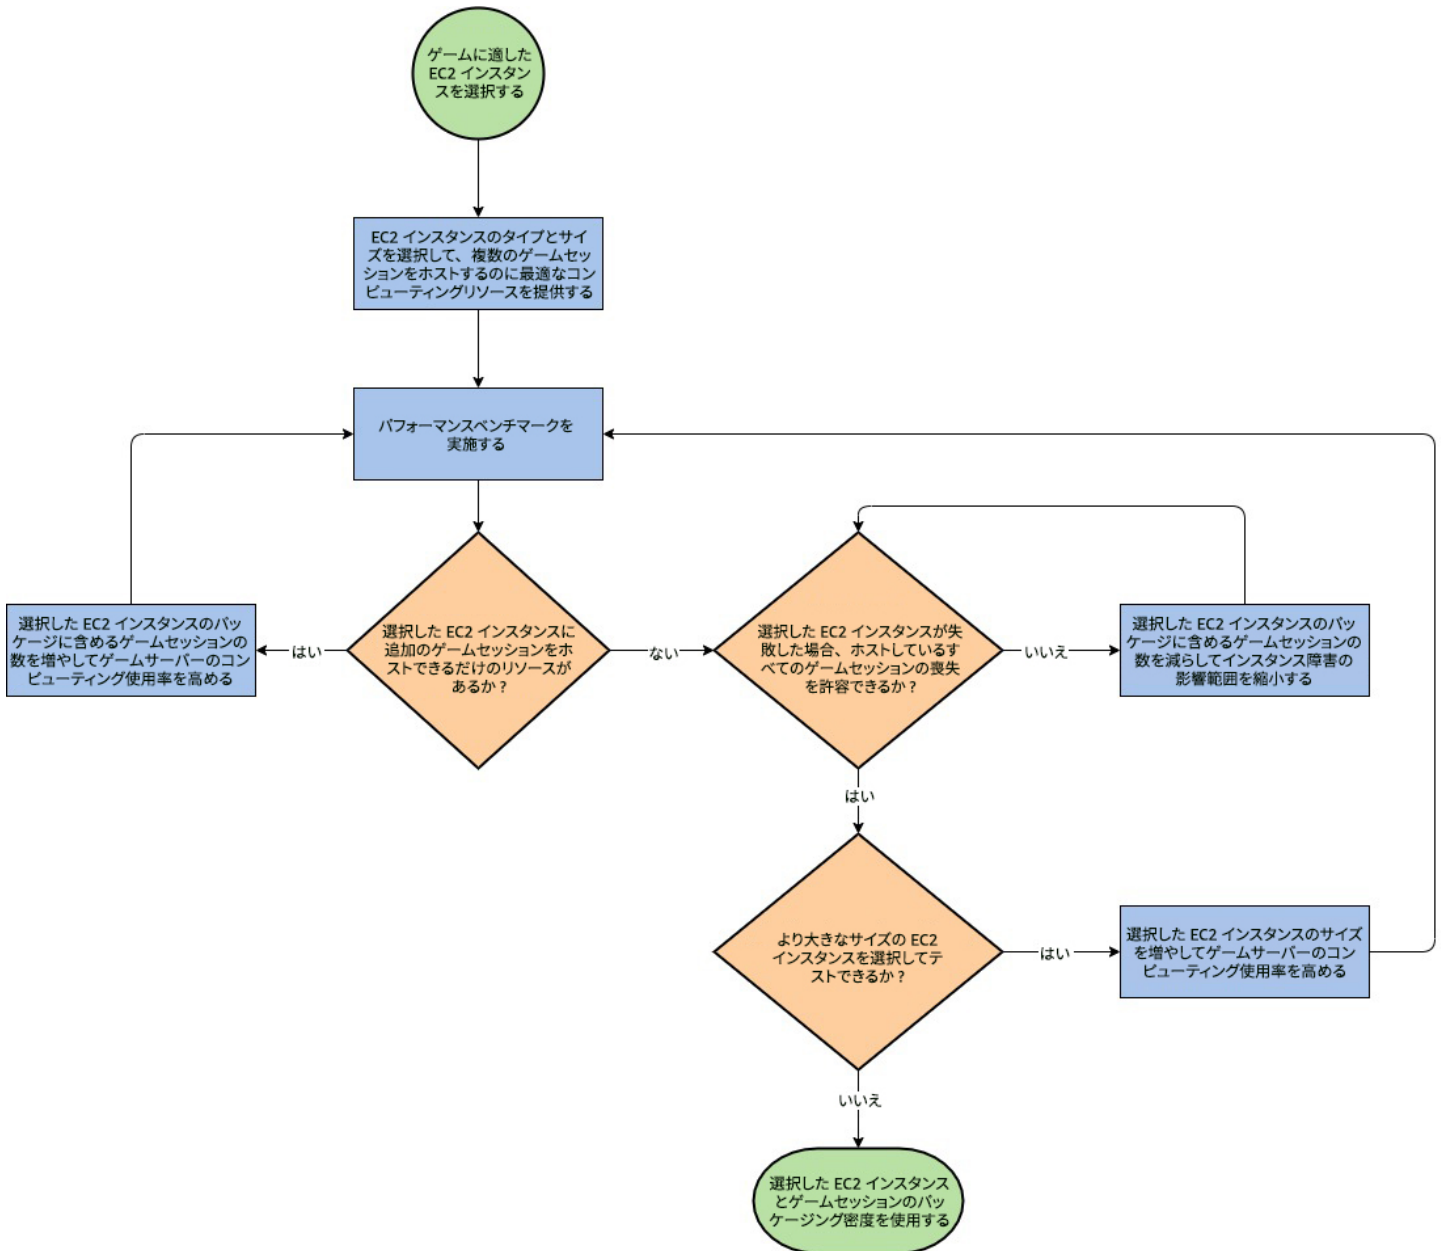 ゲームに適した
EC2 インスタン
スを選択する
EC2 インスタンスのタイプとサイ
ズを選択して、複数のゲームセッ
ションをホストするのに最適なコン
ピューティングリソースを提供する
パフォーマンスベンチマークを
実施する
選択した EC2 インスタンスのパッ
ケージに含めるゲームセッションの
数を増やしてゲームサーバーのコン
ピューティング使用率を高める
はい
選択した EC2 インスタンスに
追加のゲームセッションをホ
ストできるだけのリソースが
あるか ?
ない
選択した EC2 インスタンスが失
敗した場合、ホストしているす
べてのゲームセッションの喪失
を許容できるか ?
いいえ
選択した EC2 インスタンスのパッ
ケージに含めるゲームセッションの
数を減らしてインスタンス障害の
影響範囲を縮小する
はい
より大きなサイズの EC2
インスタンスを選択してテ
ストできるか ?
はい
選択した EC2 インスタンスのサイズ
を増やしてゲームサーバーのコン
ピューティング使用率を高める
いいえ
選択した EC2 インスタンス
とゲームセッションのパッ
ケージング密度を使用する